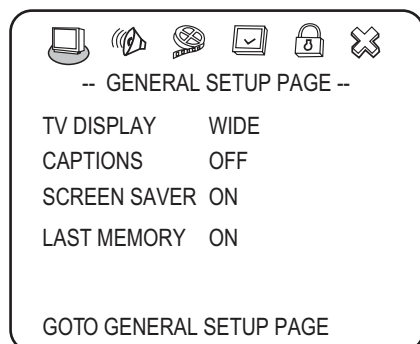 -- GENERAL SETUP PAGE --
TV DISPLAY WIDE
CAPTIONS OFF
SCREEN SAVER ON
LAST MEMORY ON
GOTO GENERAL SETUP PAGE